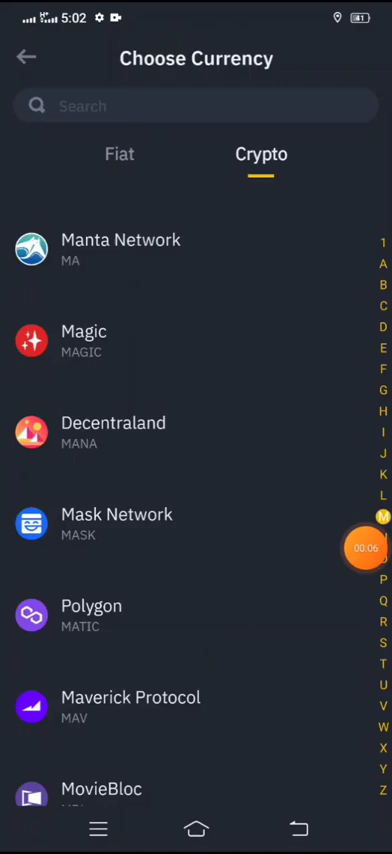 5:02
41
Choose Currency
Search
Fiat
Crypto
Manta Network
MA
Magic
MAGIC
Decentraland
MANA
Mask Network
MASK
Polygon
MATIC
Maverick Protocol
MAV
MovieBloc
1
A
B
C
D
E
F
G
H
I
J
K
L
M
00:06
P
Q
R
S
T
U
V
W
X
Y
Z